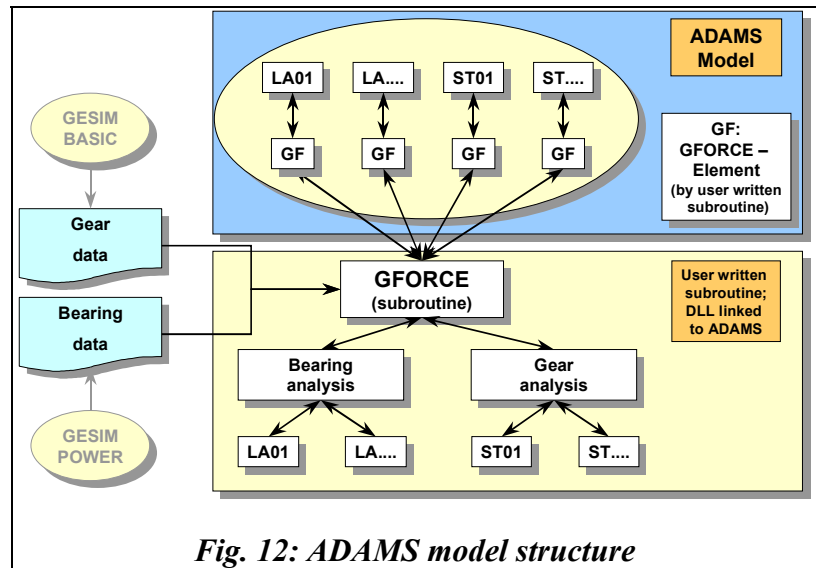 ADAMS
Model
LA01
LA....
ST01
ST....
GESIM
BASIC
GF
GF
GF
GF
GF:
GFORCE –
Element
(by user written
subroutine)
Gear
data
Bearing
data
GFORCE
(subroutine)
User written
subroutine;
DLL linked
to ADAMS
Bearing
analysis
Gear
analysis
GESIM
POWER
LA01
LA....
ST01
ST....
Fig. 12: ADAMS model structure